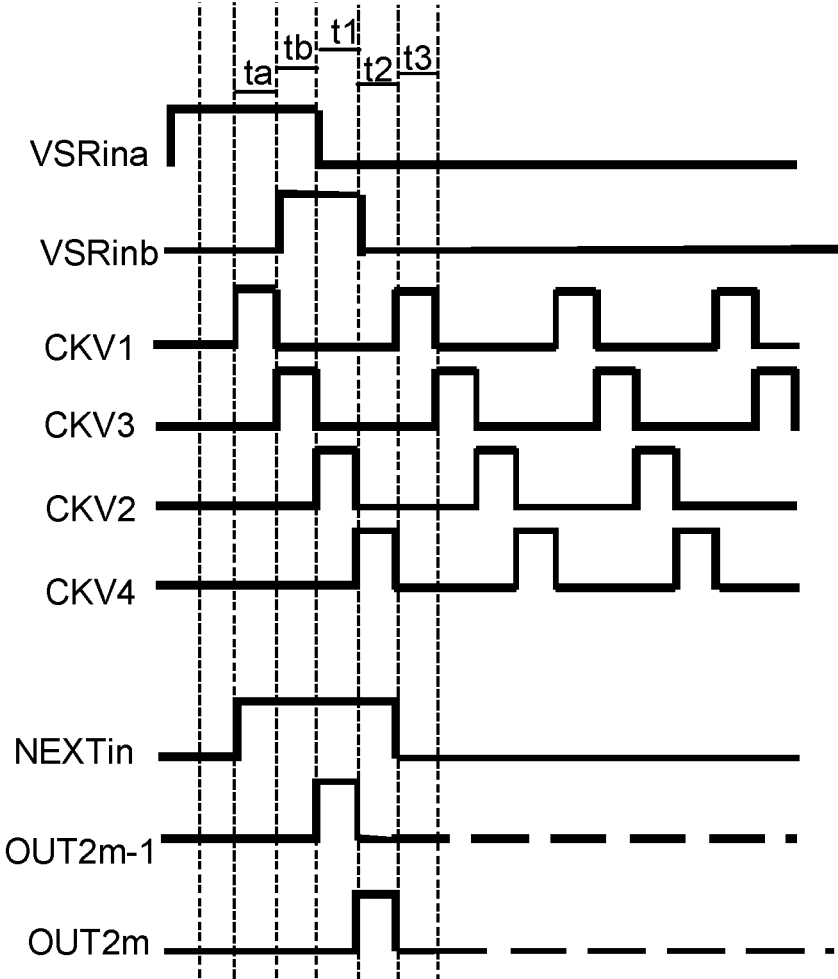 t1
tb
t2
t3
ta
VSRina
VSRinb
CKV1
CKV3
CKV2
CKV4
NEXTin
OUT2m-1
OUT2m